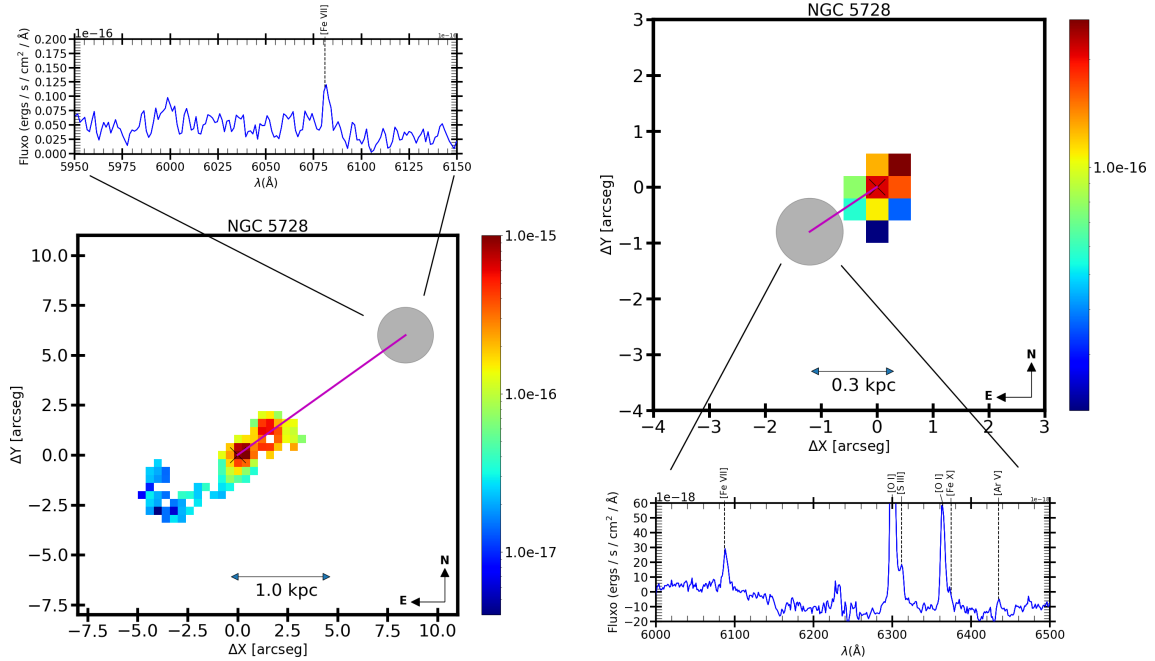 1e−16
[Fe VII]
1e−16
Fluxo (ergs / s / cm² / Å)
0.200
0.175
0.150
0.125
0.100
0.075
0.050
0.025
0.000
5950 5975 6000 6025 6050 6075 6100 6125 6150
λ(Å)
NGC 5728
ΔY [arcseg]
10.0
7.5
5.0
2.5
0.0
−2.5
−5.0
−7.5
1.0 kpc
N
E
−7.5 −5.0 −2.5 0.0 2.5 5.0 7.5 10.0
ΔX [arcseg]
1.0e-15
1.0e-16
1.0e-17
NGC 5728
ΔY [arcseg]
3
2
1
0
−1
−2
−3
−4
0.3 kpc
N
E
−4 −3 −2 −1 0 1 2 3
ΔX [arcseg]
1.0e-16
1e−18
[Fe VII]
[O I]
[S III]
[O I]
[Fe X]
[Ar V]
1e−18
Fluxo (ergs / s / cm² / Å)
60
50
40
30
20
10
0
−10
−20
6000 6100 6200 6300 6400 6500
λ(Å)